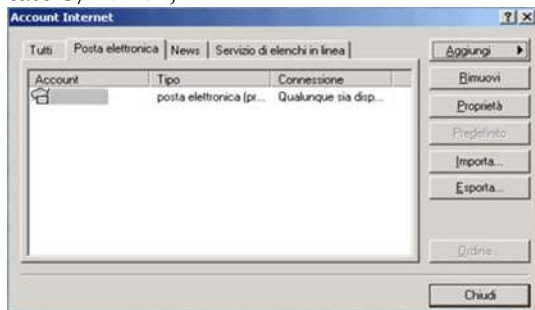 Account Internet
Tutti Posta elettronica News Servizio di elenchi in linea
Account Tipo Connessione
posta elettronica (pr... Qualunque sia disp...
Aggiungi
Rimuovi
Proprietà
Predefinito
Importa...
Esporta...
Ordine...
Chiudi